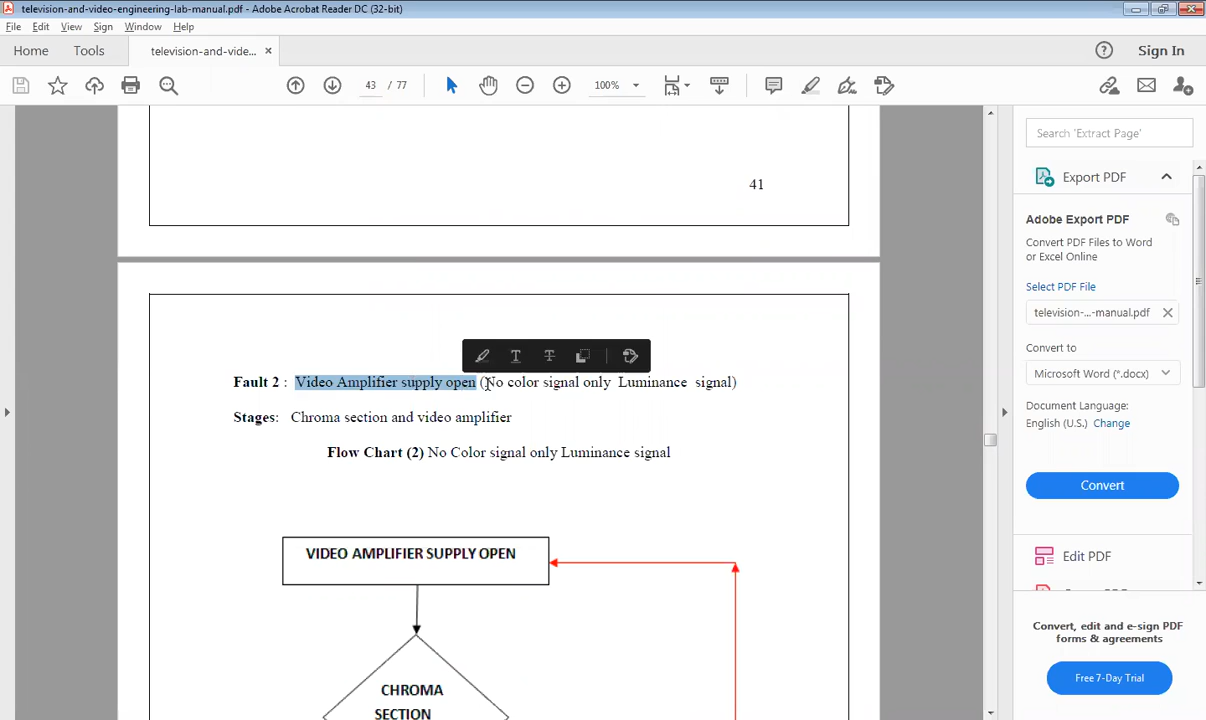 television-and-video-engineering-lab-manual.pdf - Adobe Acrobat Reader DC (32-bit)
File Edit View Sign Window Help
Home Tools television-and-vide... × Sign In
43 / 77 100%
41
Fault 2 : Video Amplifier supply open (No color signal only Luminance signal)
Stages: Chroma section and video amplifier
Flow Chart (2) No Color signal only Luminance signal
VIDEO AMPLIFIER SUPPLY OPEN
CHROMA
SECTION
Search 'Extract Page'
Export PDF
Adobe Export PDF
Convert PDF Files to Word
or Excel Online
Select PDF File
television-...-manual.pdf
Convert to
Microsoft Word (*.docx)
Document Language:
English (U.S.) Change
Convert
Edit PDF
Convert, edit and e-sign PDF
forms & agreements
Free 7-Day Trial